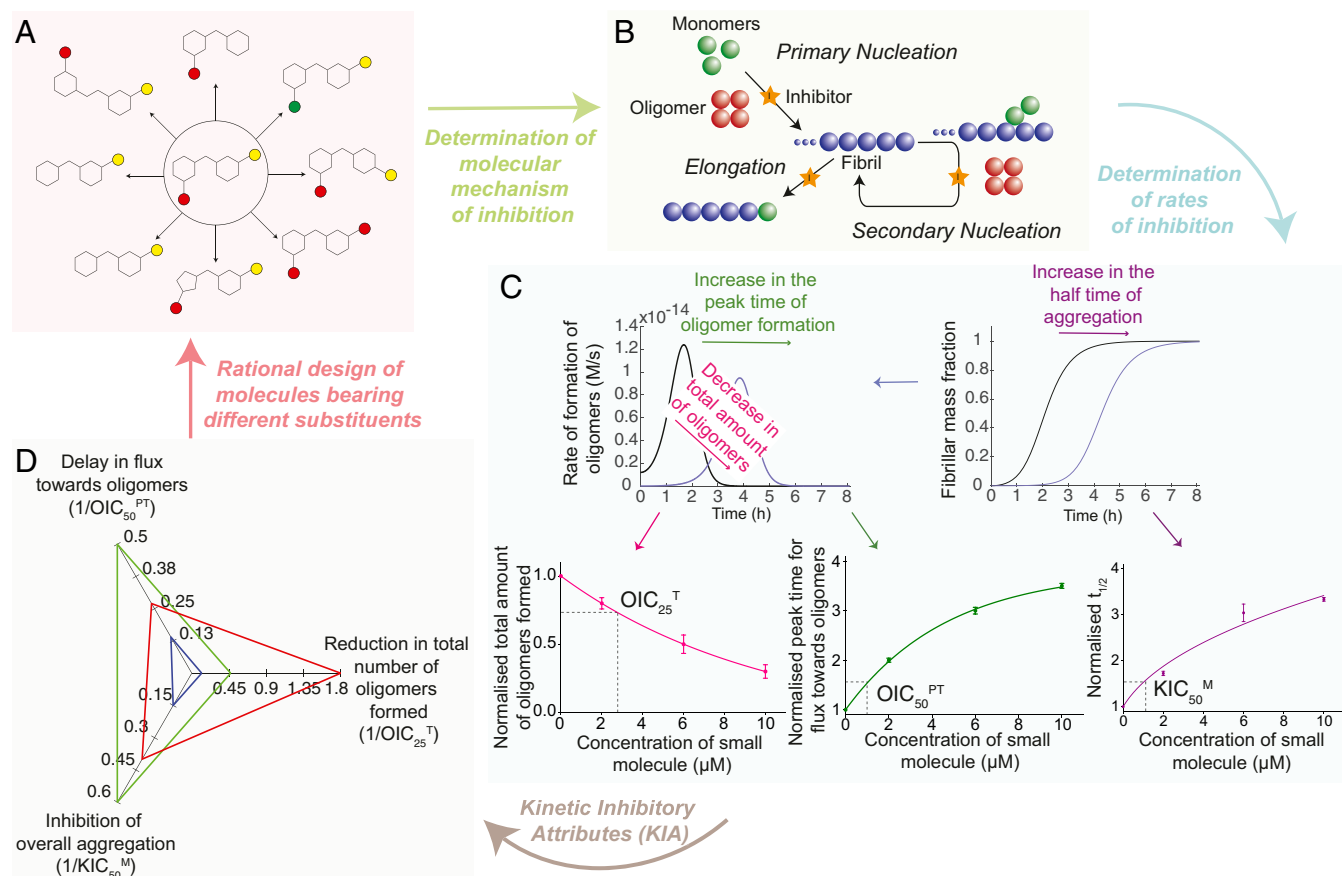 A
B
Monomers
Primary Nucleation
Oligomer
I
Inhibitor
Elongation
Fibril
I
I
Secondary Nucleation
Determination of
molecular
mechanism
of inhibition
Determination
of rates
of inhibition
C
Increase in the
peak time of
oligomer formation
Decrease in
total amount
of oligomers
x10^-14
1.4
1.2
1
0.8
0.6
0.4
0.2
0
0 1 2 3 4 5 6 7 8
Time (h)
Rate of formation of
oligomers (M/s)
Increase in the
half time of
aggregation
1
0.8
0.6
0.4
0.2
0
0 1 2 3 4 5 6 7 8
Time (h)
Fibrillar mass fraction
Normalised total amount
of oligomers formed
1.0
0.5
0.0
OIC25^T
0 2 4 6 8 10
Concentration of small
molecule (μM)
Normalised peak time for
flux towards oligomers
4
3
2
1
OIC50^PT
0 2 4 6 8 10
Concentration of small
molecule (μM)
Normalised t1/2
4
3
2
1
KIC50^M
0 2 4 6 8 10
Concentration of small
molecule (μM)
Rational design of
molecules bearing
different substituents
D
Delay in flux
towards oligomers
(1/OIC50^PT)
0.5
0.38
0.25
0.13
Reduction in total
number of
oligomers
formed
(1/OIC25^T)
0.45 0.9 1.35 1.8
0.15
0.3
0.45
0.6
Inhibition of
overall aggregation
(1/KIC50^M)
Kinetic Inhibitory
Attributes (KIA)